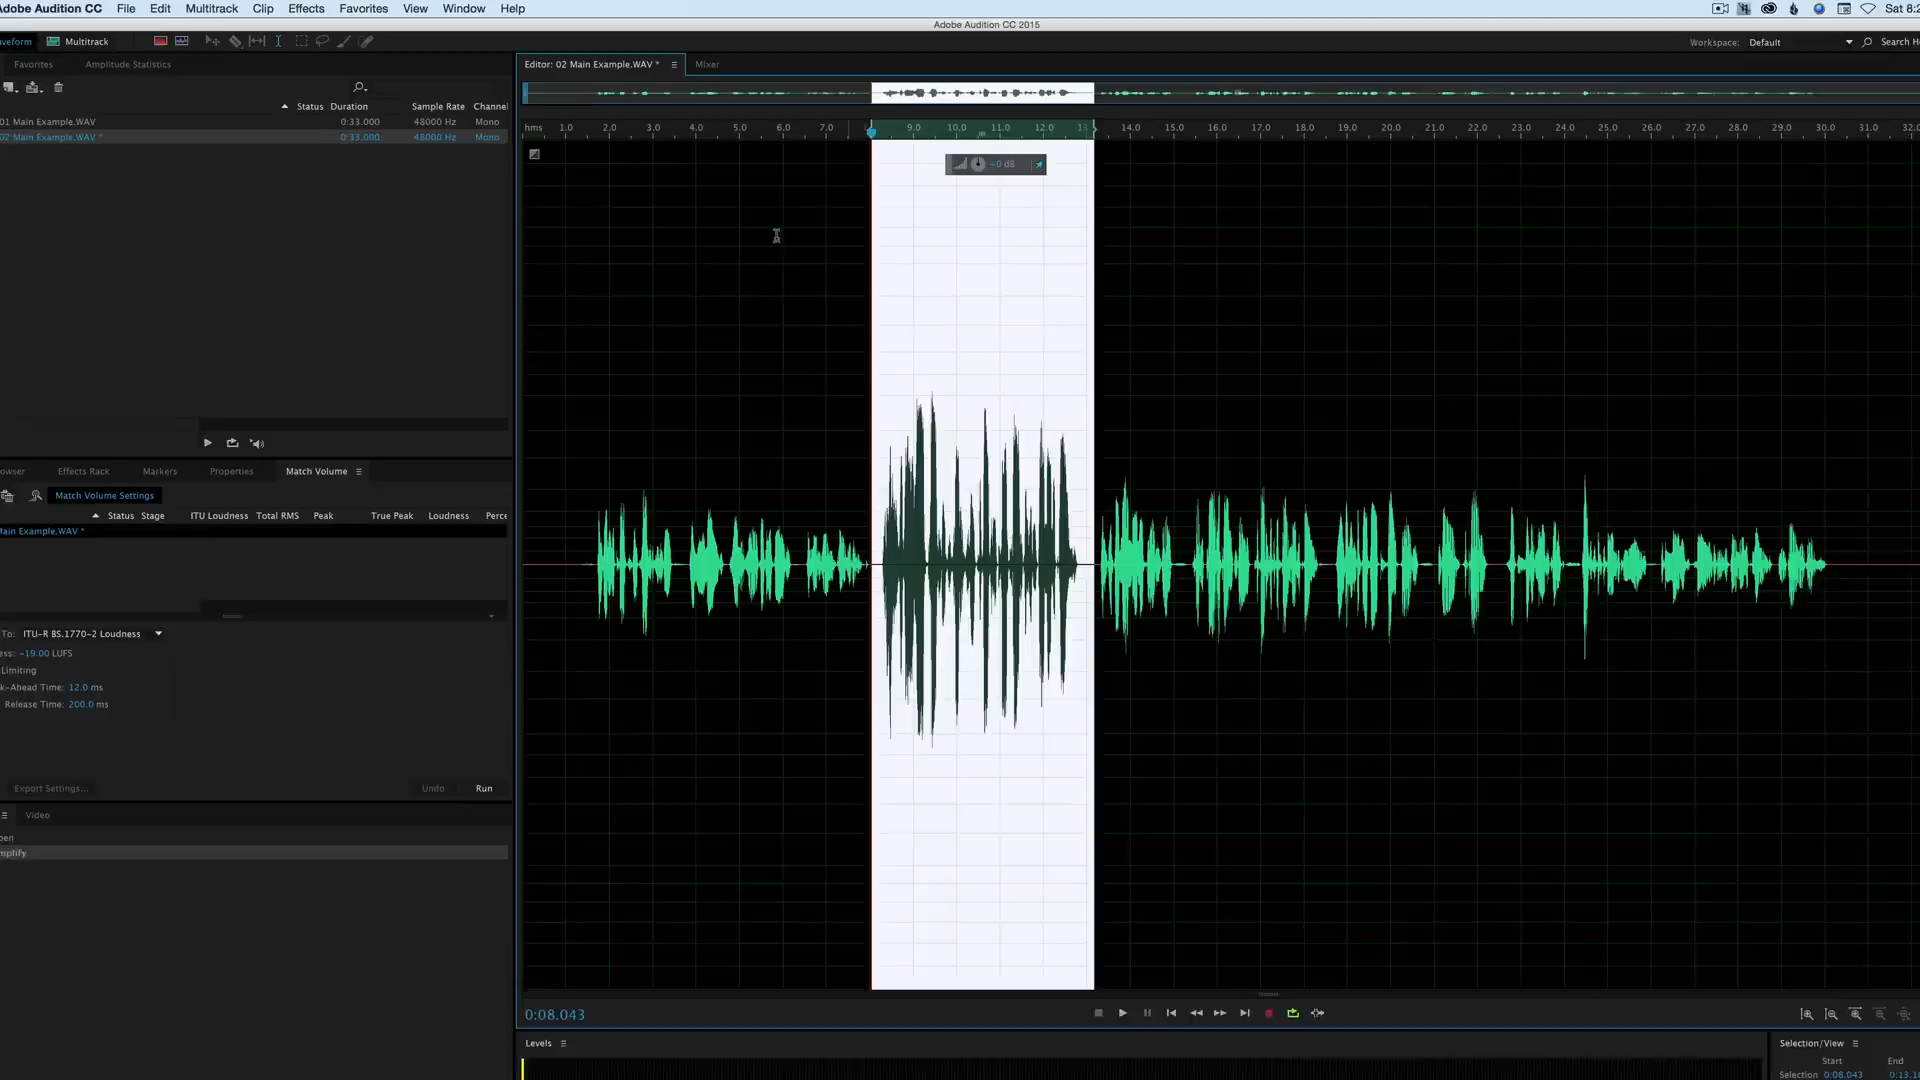 Adobe Audition CC File Edit Multitrack Clip Effects Favorites View Window Help Sat 8:2
Adobe Audition CC 2015
aveform Multitrack Workspace: Default Search H
Favorites Amplitude Statistics
Editor: 02 Main Example.WAV * Mixer
Status Duration Sample Rate Channel
01 Main Example.WAV 0:33.000 48000 Hz Mono
02 Main Example.WAV * 0:33.000 48000 Hz Mono
hms 1.0 2.0 3.0 4.0 5.0 6.0 7.0 9.0 10.0 11.0 12.0 13 14.0 15.0 16.0 17.0 18.0 19.0 20.0 21.0 22.0 23.0 24.0 25.0 26.0 27.0 28.0 29.0 30.0 31.0 32.0
+0 dB
owser Effects Rack Markers Properties Match Volume
Match Volume Settings
Status Stage ITU Loudness Total RMS Peak True Peak Loudness Perce
Main Example.WAV *
To: ITU-R BS.1770-2 Loudness
ess: -19.00 LUFS
Limiting
k-Ahead Time: 12.0 ms
Release Time: 200.0 ms
Export Settings... Undo Run
Video
pen
mplify
0:08.043
Levels
Selection/View
Start End
Selection 0:08.043 0:13.1